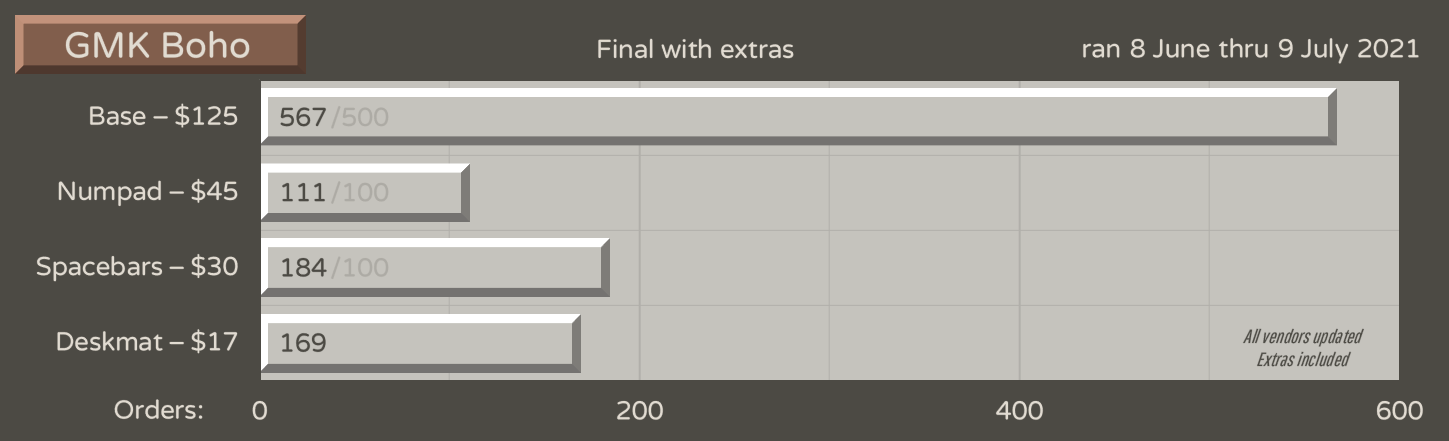 GMK Boho
Final with extras
ran 8 June thru 9 July 2021
Base – $125
567 /500
Numpad – $45
111 /100
Spacebars – $30
184 /100
Deskmat – $17
169
All vendors updated
Extras included
Orders: 0 200 400 600